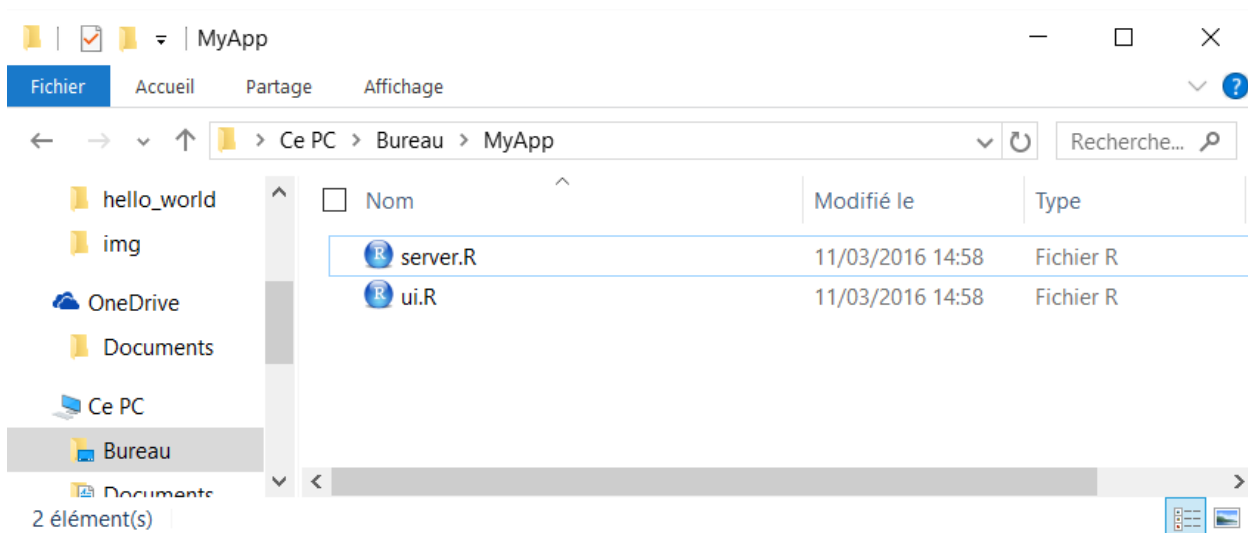 MyApp
Fichier Accueil Partage Affichage ?
> Ce PC > Bureau > MyApp Recherche...
hello_world
img
OneDrive
Documents
Ce PC
Bureau
Documents
Nom Modifié le Type
R server.R 11/03/2016 14:58 Fichier R
R ui.R 11/03/2016 14:58 Fichier R
2 élément(s)